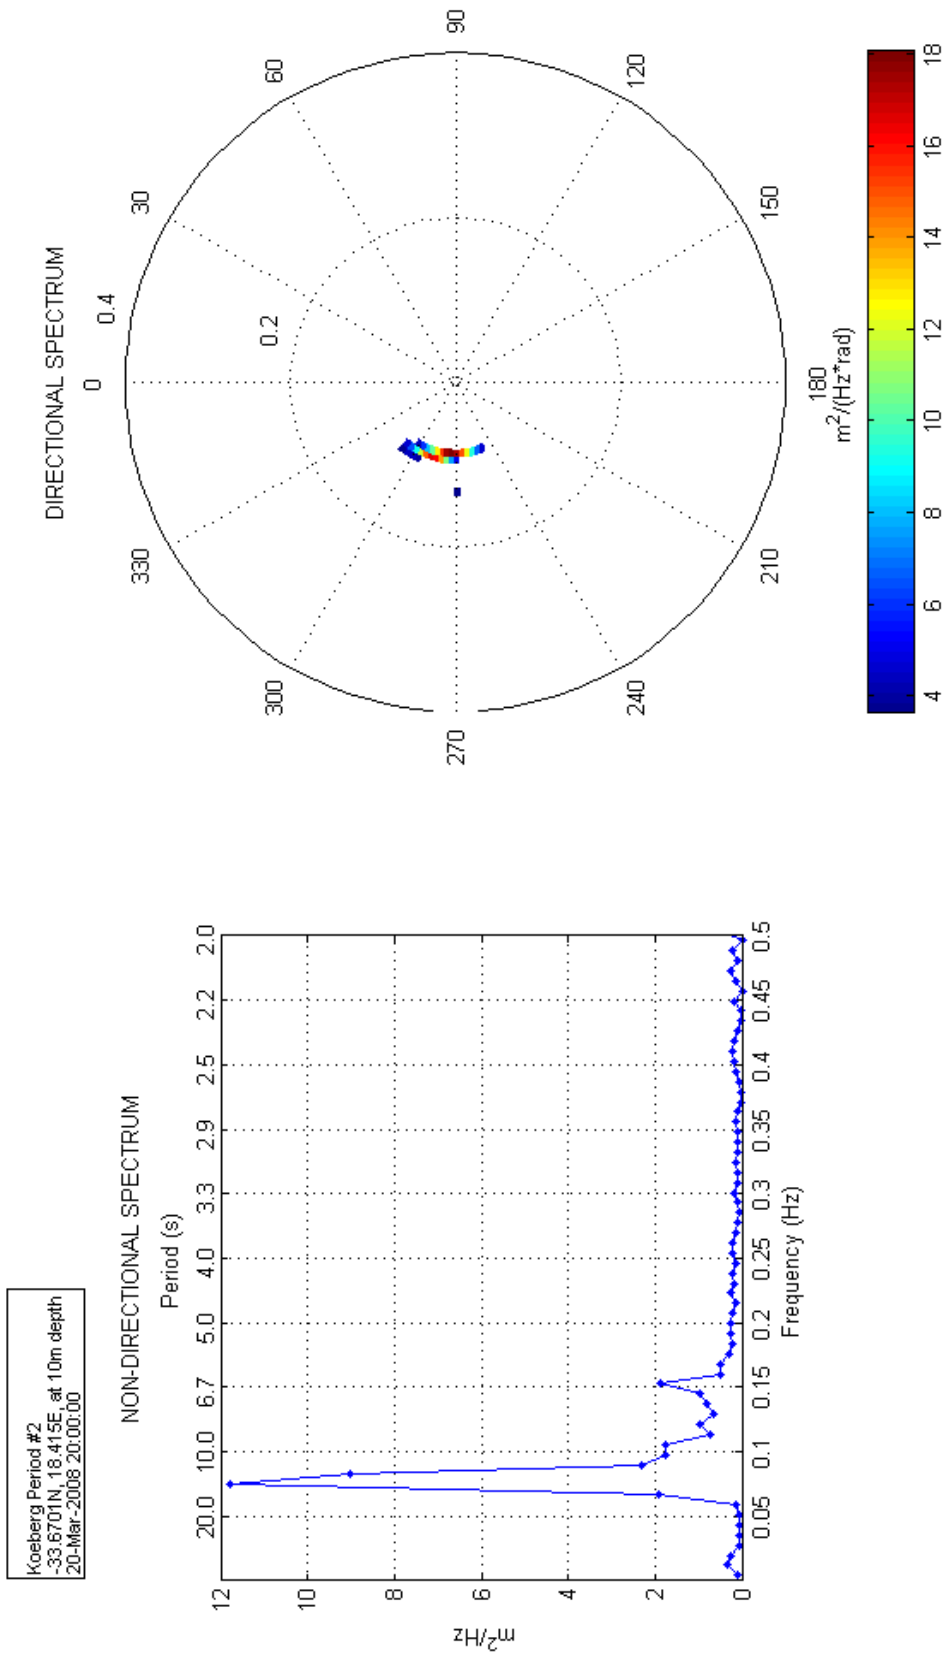 Koeberg Period #2
-33.6701N, 18.415E, at 10m depth
20-Mar-2008 20:00:00
NON-DIRECTIONAL SPECTRUM
Period (s)
20.0 10.0 6.7 5.0 4.0 3.3 2.9 2.5 2.2 2.0
12
10
8
6
4
2
0
m²/Hz
0.05 0.1 0.15 0.2 0.25 0.3 0.35 0.4 0.45 0.5
Frequency (Hz)
DIRECTIONAL SPECTRUM
0
0.4
30
60
90
120
150
180
210
240
270
300
330
0.2
m²/(Hz*rad)
4 6 8 10 12 14 16 18